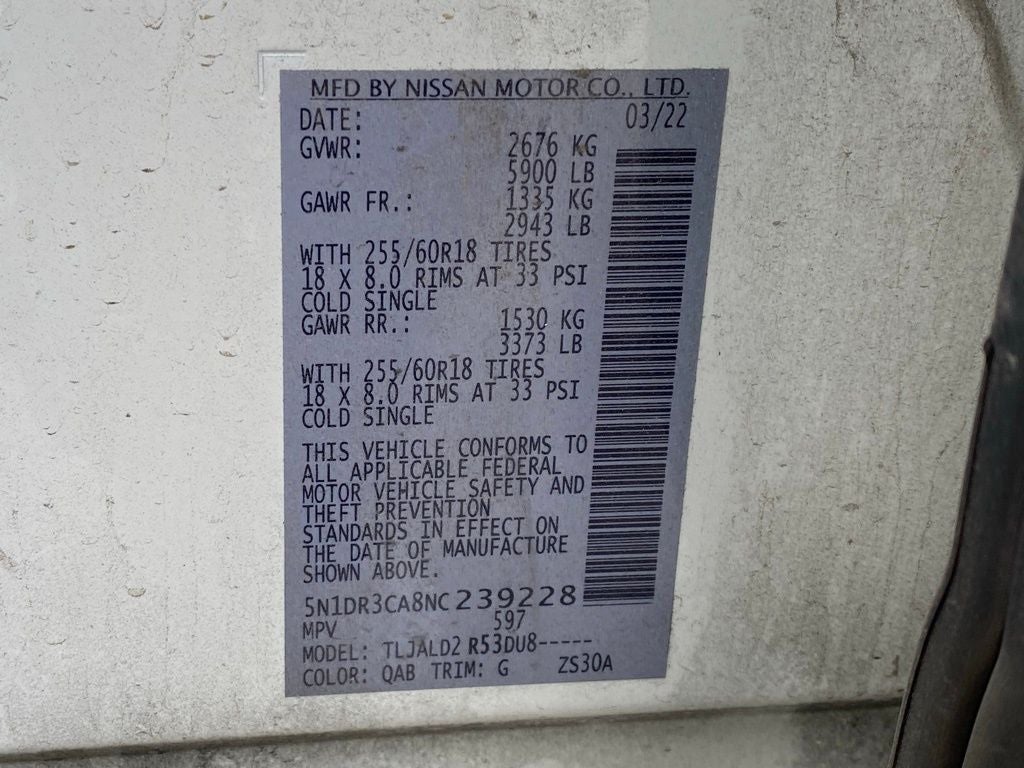 MFD BY NISSAN MOTOR CO., LTD.
DATE: 03/22
GVWR: 2676 KG
5900 LB
GAWR FR.: 1335 KG
2943 LB
WITH 255/60R18 TIRES
18 X 8.0 RIMS AT 33 PSI
COLD SINGLE
GAWR RR.: 1530 KG
3373 LB
WITH 255/60R18 TIRES
18 X 8.0 RIMS AT 33 PSI
COLD SINGLE
THIS VEHICLE CONFORMS TO
ALL APPLICABLE FEDERAL
MOTOR VEHICLE SAFETY AND
THEFT PREVENTION
STANDARDS IN EFFECT ON
THE DATE OF MANUFACTURE
SHOWN ABOVE.
5N1DR3CA8NC239228
MPV 597
MODEL: TLJALD2 R53DU8-----
COLOR: QAB TRIM: G ZS30A